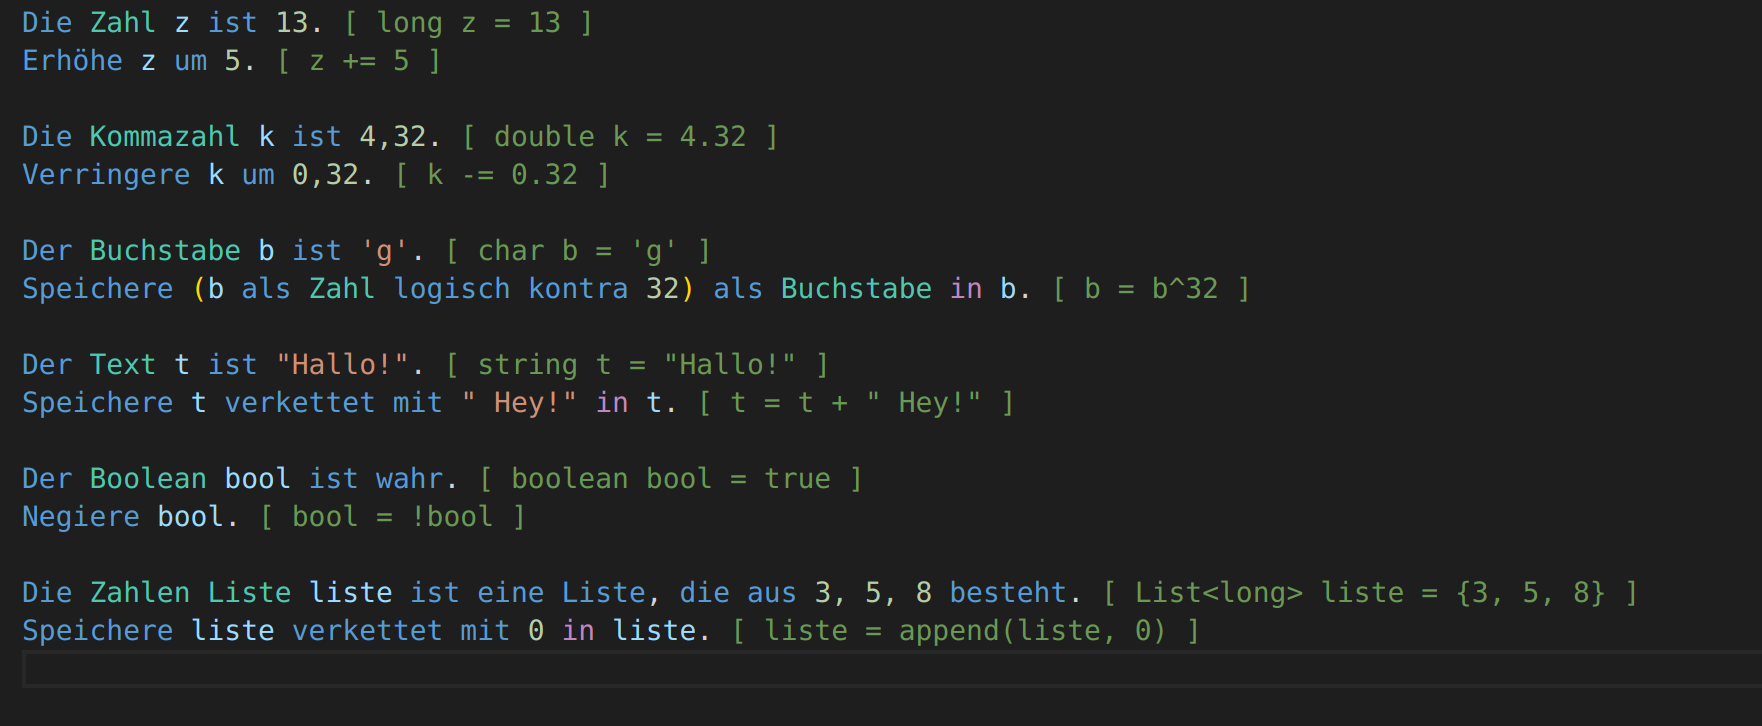 Die Zahl z ist 13. [ long z = 13 ]
Erhöhe z um 5. [ z += 5 ]
Die Kommazahl k ist 4,32. [ double k = 4.32 ]
Verringere k um 0,32. [ k -= 0.32 ]
Der Buchstabe b ist 'g'. [ char b = 'g' ]
Speichere (b als Zahl logisch kontra 32) als Buchstabe in b. [ b = b^32 ]
Der Text t ist "Hallo!". [ string t = "Hallo!" ]
Speichere t verkettet mit " Hey!" in t. [ t = t + " Hey!" ]
Der Boolean bool ist wahr. [ boolean bool = true ]
Negiere bool. [ bool = !bool ]
Die Zahlen Liste liste ist eine Liste, die aus 3, 5, 8 besteht. [ List<long> liste = {3, 5, 8} ]
Speichere liste verkettet mit 0 in liste. [ liste = append(liste, 0) ]